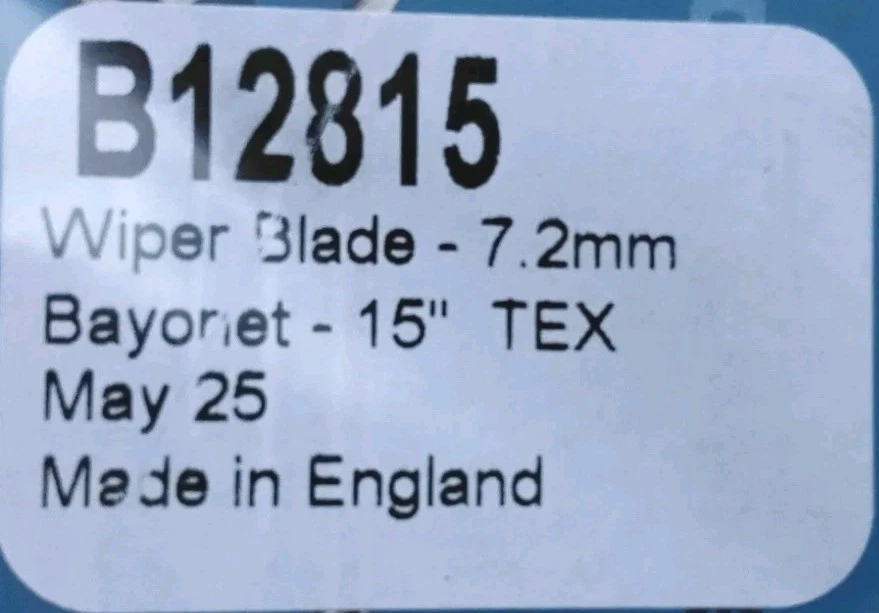 B12815
Wiper Blade - 7.2mm
Bayonet - 15" TEX
May 25
Made in England